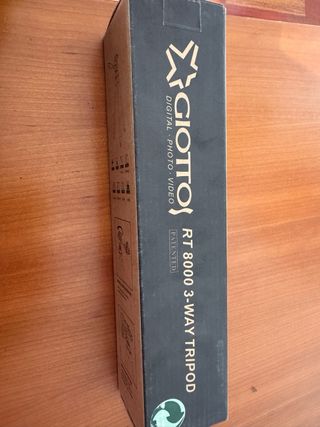 GIOTTOS
DIGITAL · PHOTO · VIDEO
RT 8000 3-WAY TRIPOD
PATENTED